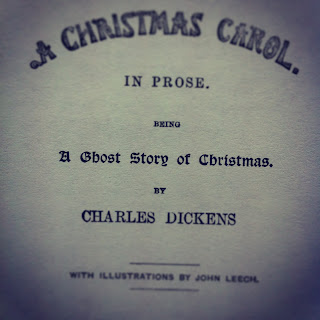 A CHRISTMAS CAROL.
IN PROSE.
BEING
A Ghost Story of Christmas.
BY
CHARLES DICKENS
WITH ILLUSTRATIONS BY JOHN LEECH.